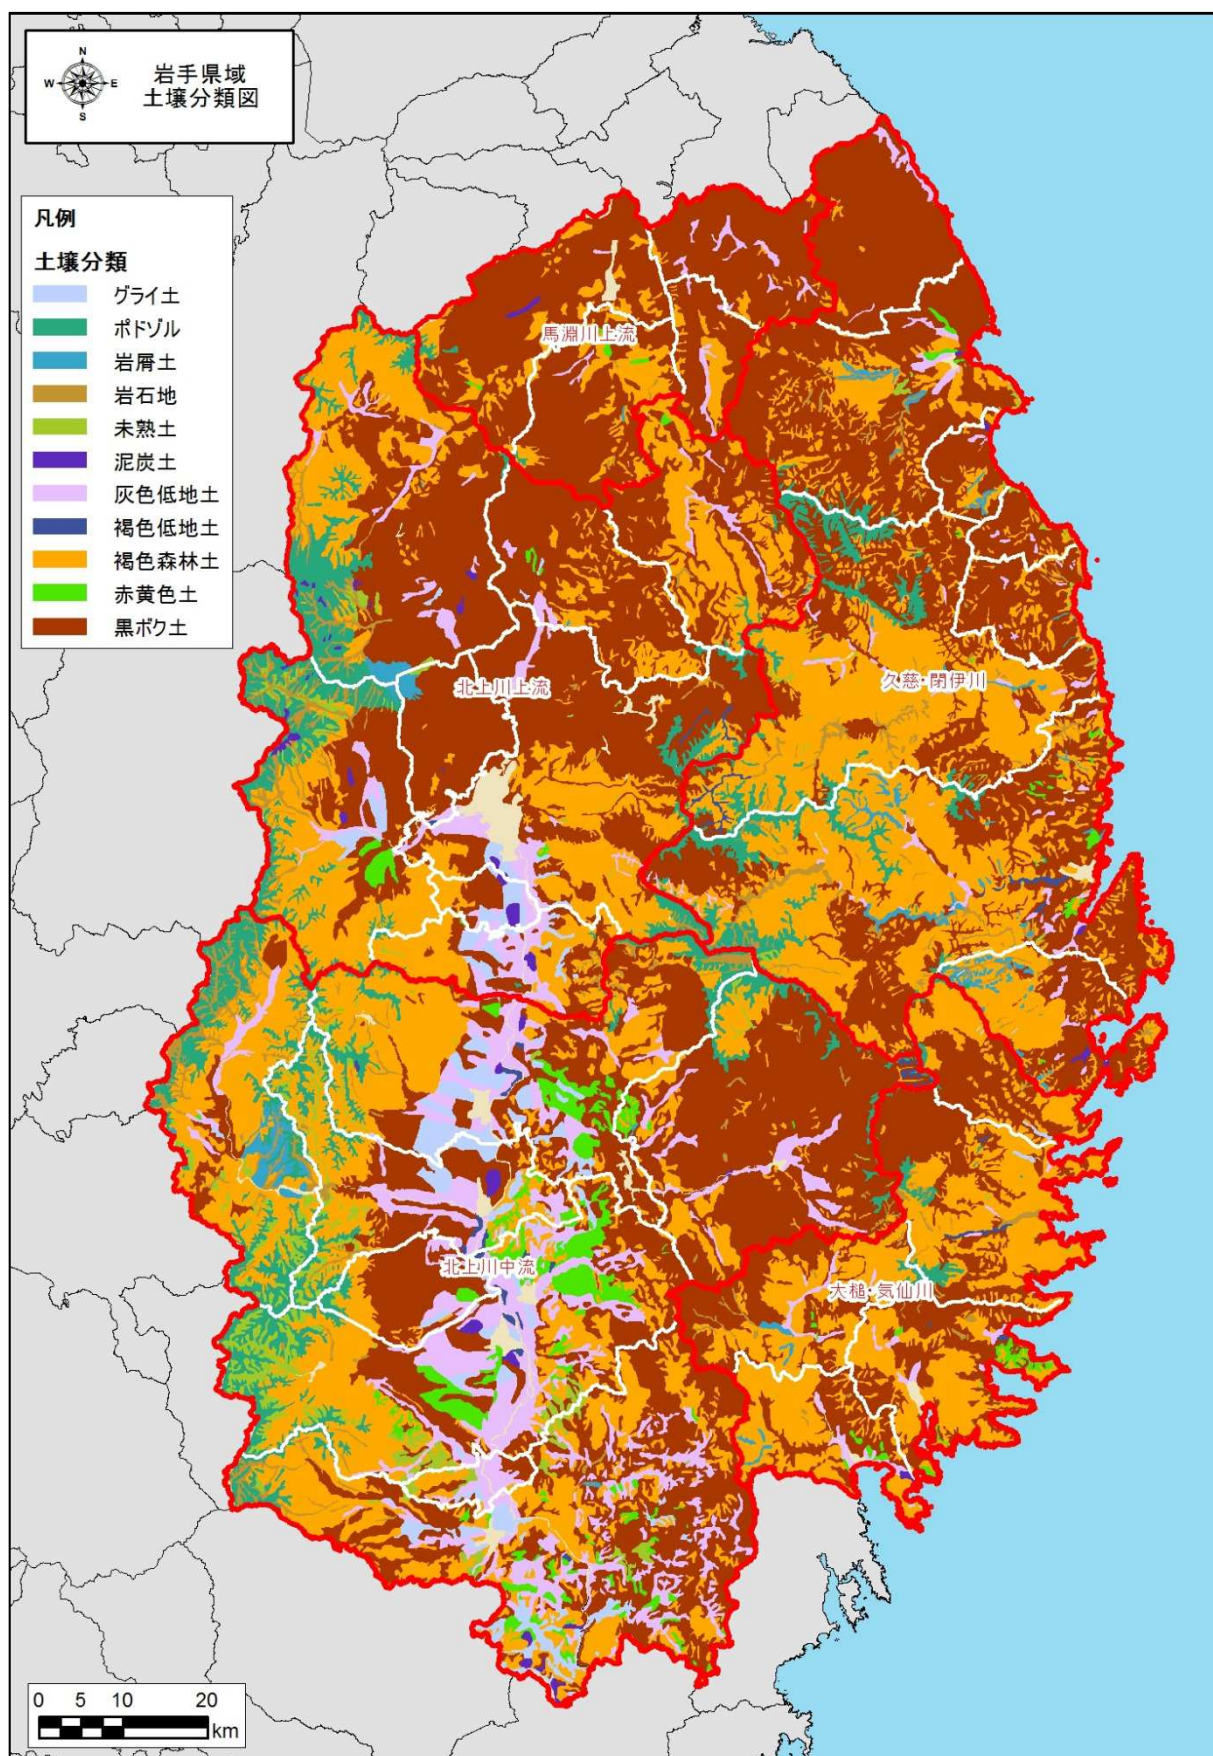 N
W E
S
岩手県域
土壌分類図
凡例
土壌分類
グライ土
ポドゾル
岩屑土
岩石地
未熟土
泥炭土
灰色低地土
褐色低地土
褐色森林土
赤黄色土
黒ボク土
馬淵川上流
北上川上流
久慈・閉伊川
北上川中流
大槌・気仙川
0 5 10 20
km